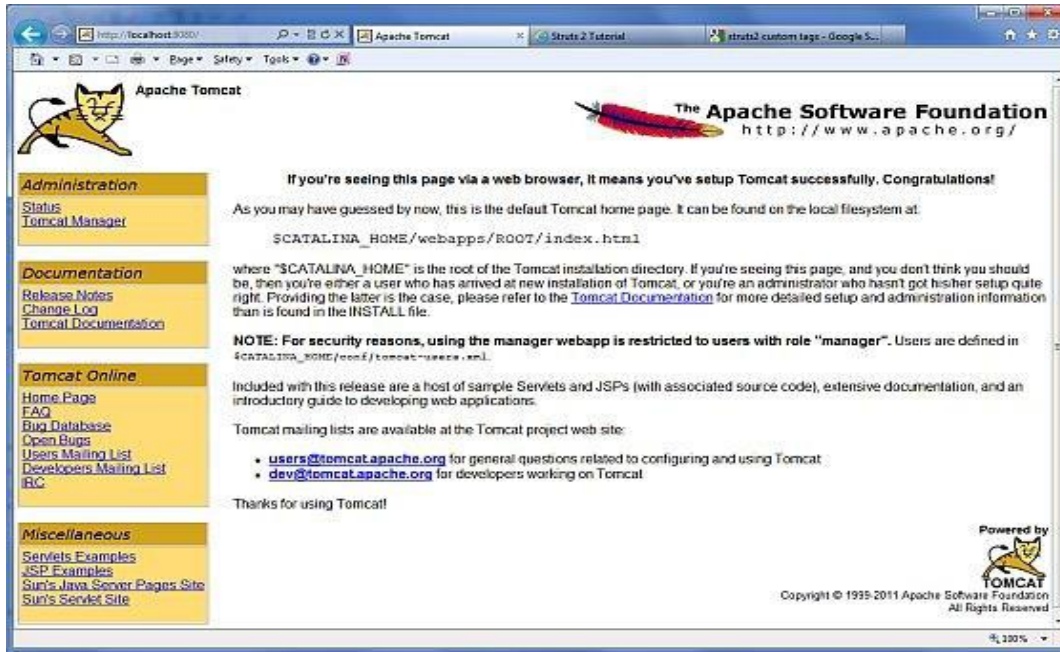 http://localhost:8080/
Apache Tomcat
Struts 2 Tutorial
struts2 custom tags - Google S...
Page
Safety
Tools
Apache Tomcat
The Apache Software Foundation
http://www.apache.org/
Administration
Status
Tomcat Manager
Documentation
Release Notes
Change Log
Tomcat Documentation
Tomcat Online
Home Page
FAQ
Bug Database
Open Bugs
Users Mailing List
Developers Mailing List
IRC
Miscellaneous
Servlets Examples
JSP Examples
Sun's Java Server Pages Site
Sun's Servlet Site
If you're seeing this page via a web browser, it means you've setup Tomcat successfully. Congratulations!
As you may have guessed by now, this is the default Tomcat home page. It can be found on the local filesystem at:
$CATALINA_HOME/webapps/ROOT/index.html
where "$CATALINA_HOME" is the root of the Tomcat installation directory. If you're seeing this page, and you don't think you should
be, then you're either a user who has arrived at new installation of Tomcat, or you're an administrator who hasn't got his/her setup quite
right. Providing the latter is the case, please refer to the Tomcat Documentation for more detailed setup and administration information
than is found in the INSTALL file.
NOTE: For security reasons, using the manager webapp is restricted to users with role "manager". Users are defined in
$CATALINA_HOME/conf/tomcat-users.xml.
Included with this release are a host of sample Servlets and JSPs (with associated source code), extensive documentation, and an
introductory guide to developing web applications.
Tomcat mailing lists are available at the Tomcat project web site:
• users@tomcat.apache.org for general questions related to configuring and using Tomcat
• dev@tomcat.apache.org for developers working on Tomcat
Thanks for using Tomcat!
Powered by
TOMCAT
Copyright © 1999-2011 Apache Software Foundation
All Rights Reserved
100%